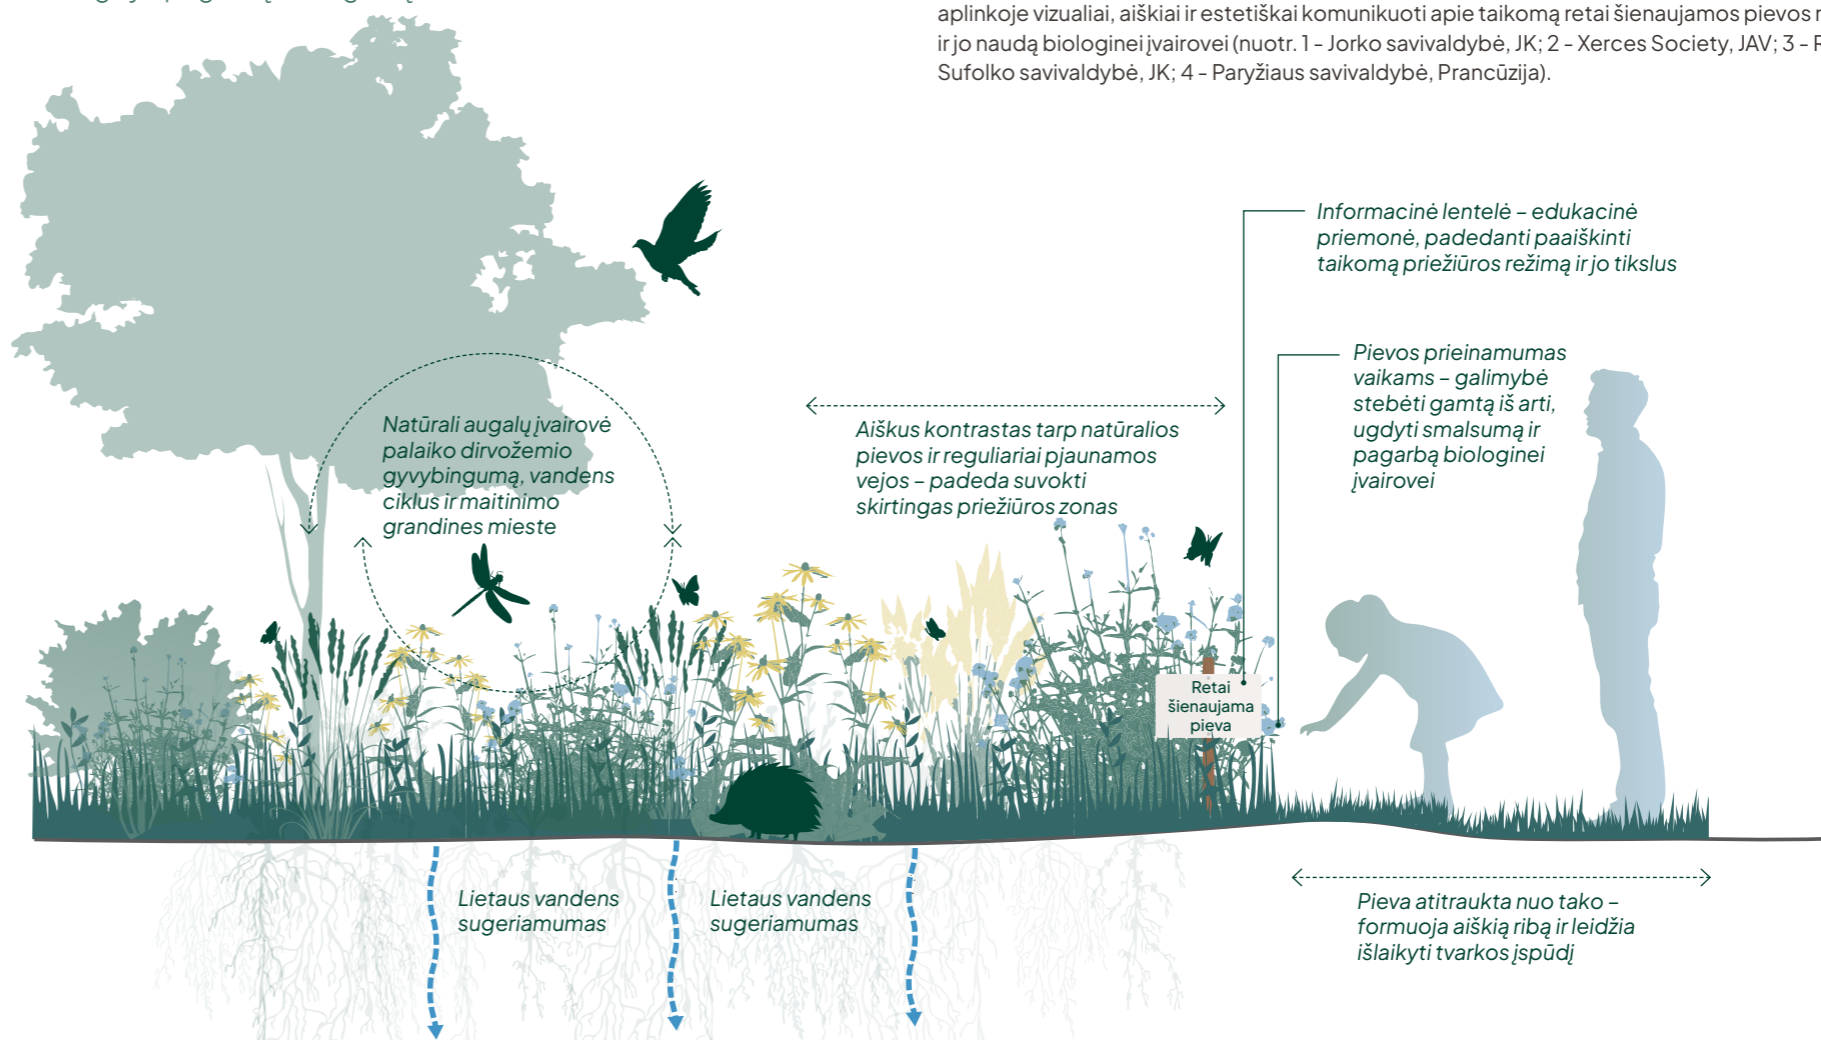 aplinkoje vizualiai, aiškiai ir estetiškai komunikuoti apie taikomą retai šienaujamos pievos
ir jo naudą biologinei įvairovei (nuotr. 1 - Jorko savivaldybė, JK; 2 - Xerces Society, JAV; 3 -
Sufolko savivaldybė, JK; 4 - Paryžiaus savivaldybė, Prancūzija).
Informacinė lentelė – edukacinė
priemonė, padedanti paaiškinti
taikomą priežiūros režimą ir jo tikslus
Pievos prieinamumas
vaikams – galimybė
stebėti gamtą iš arti,
ugdyti smalsumą ir
pagarbą biologinei
įvairovei
Natūrali augalų įvairovė
palaiko dirvožemio
gyvybingumą, vandens
ciklus ir maitinimo
grandines mieste
Aiškus kontrastas tarp natūralios
pievos ir reguliariai pjaunamos
vejos – padeda suvokti
skirtingas priežiūros zonas
Retai
šienaujama
pieva
Lietaus vandens
sugeriamumas
Lietaus vandens
sugeriamumas
Pieva atitraukta nuo tako –
formuoja aiškią ribą ir leidžia
išlaikyti tvarkos įspūdį